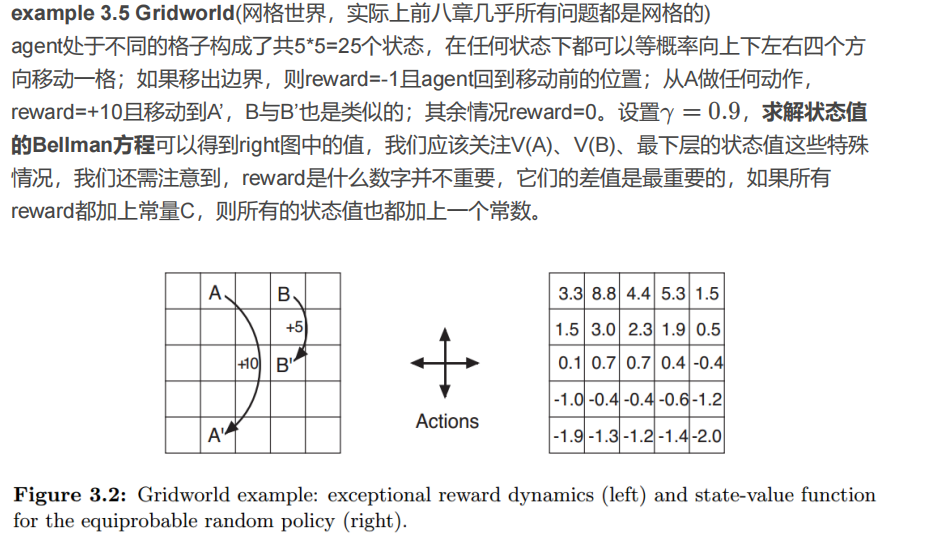 example 3.5 Gridworld(网格世界，实际上前八章几乎所有问题都是网格的)
agent处于不同的格子构成了共5*5=25个状态，在任何状态下都可以等概率向上下左右四个方
向移动一格；如果移出边界，则reward=-1且agent回到移动前的位置；从A做任何动作，
reward=+10且移动到A’，B与B’也是类似的；其余情况reward=0。设置γ = 0.9，求解状态值
的Bellman方程可以得到right图中的值，我们应该关注V(A)、V(B)、最下层的状态值这些特殊
情况，我们还需注意到，reward是什么数字并不重要，它们的差值是最重要的，如果所有
reward都加上常量C，则所有的状态值也都加上一个常数。
A B
+5
+10 B'
A'
Actions
3.3 8.8 4.4 5.3 1.5
1.5 3.0 2.3 1.9 0.5
0.1 0.7 0.7 0.4 -0.4
-1.0 -0.4 -0.4 -0.6 -1.2
-1.9 -1.3 -1.2 -1.4 -2.0
Figure 3.2: Gridworld example: exceptional reward dynamics (left) and state-value function
for the equiprobable random policy (right).